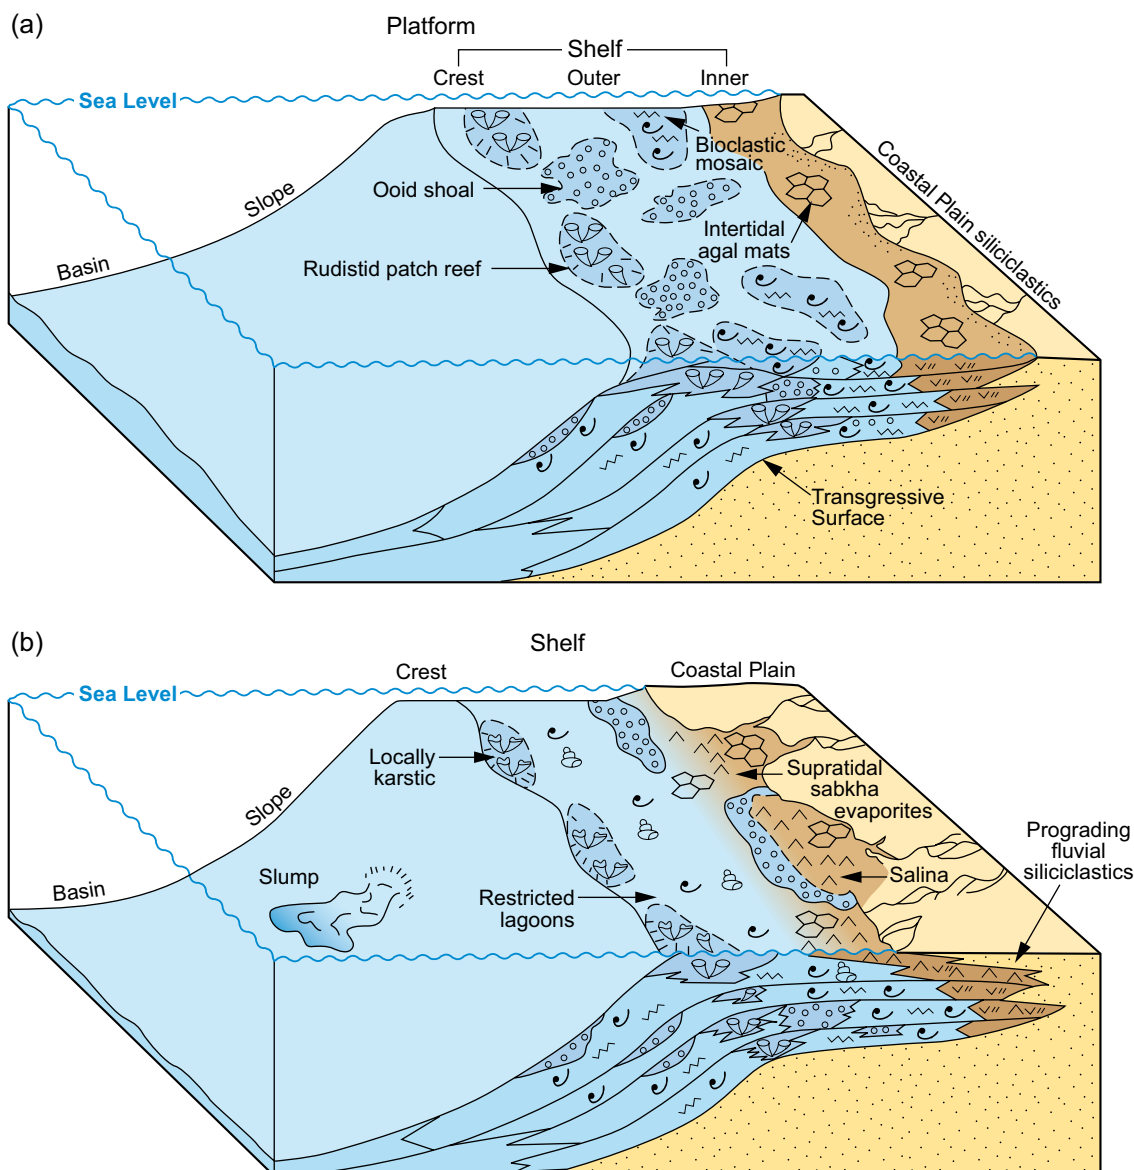 (a)
Platform
Shelf
Crest
Outer
Inner
Sea Level
Bioclastic
mosaic
Ooid shoal
Slope
Coastal Plain siliciclastics
Intertidal
agal mats
Rudistid patch reef
Basin
Transgressive
Surface
(b)
Shelf
Crest
Coastal Plain
Sea Level
Locally
karstic
Supratidal
sabkha
evaporites
Slope
Prograding
fluvial
siliciclastics
Slump
Salina
Basin
Restricted
lagoons